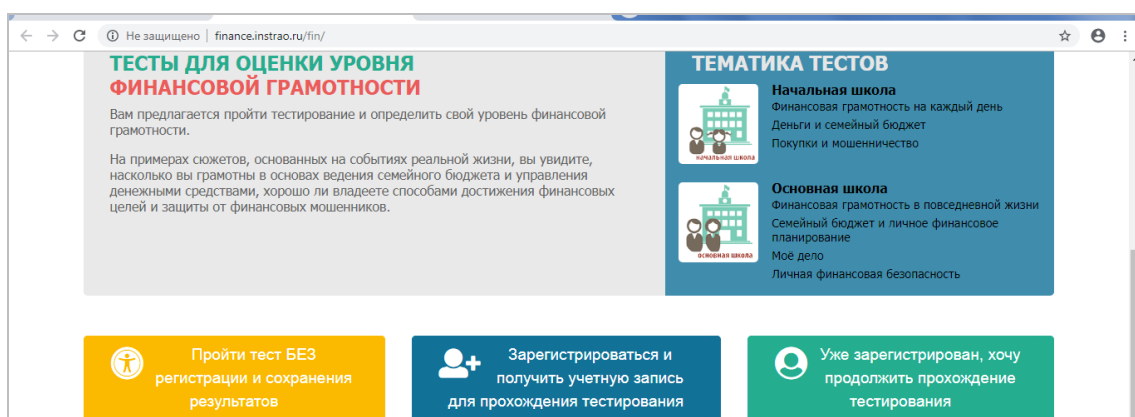 Не защищено | finance.instrao.ru/fin/
ТЕСТЫ ДЛЯ ОЦЕНКИ УРОВНЯ
ФИНАНСОВОЙ ГРАМОТНОСТИ
Вам предлагается пройти тестирование и определить свой уровень финансовой
грамотности.
На примерах сюжетов, основанных на событиях реальной жизни, вы увидите,
насколько вы грамотны в основах ведения семейного бюджета и управления
денежными средствами, хорошо ли владеете способами достижения финансовых
целей и защиты от финансовых мошенников.
ТЕМАТИКА ТЕСТОВ
начальная школа
Начальная школа
Финансовая грамотность на каждый день
Деньги и семейный бюджет
Покупки и мошенничество
основная школа
Основная школа
Финансовая грамотность в повседневной жизни
Семейный бюджет и личное финансовое
планирование
Моё дело
Личная финансовая безопасность
Пройти тест БЕЗ
регистрации и сохранения
результатов
Зарегистрироваться и
получить учетную запись
для прохождения тестирования
Уже зарегистрирован, хочу
продолжить прохождение
тестирования